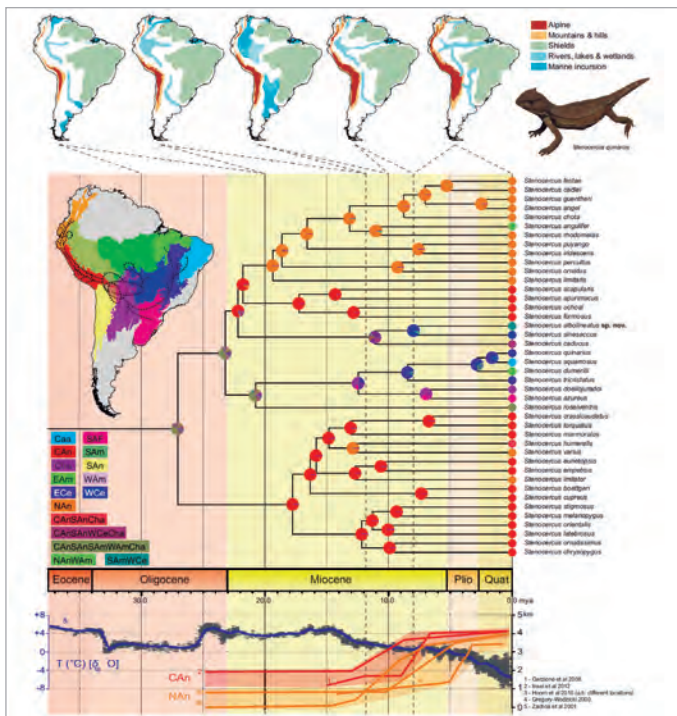 Alpine
Mountains & hills
Shields
Rivers, lakes & wetlands
Marine incursion
Stenocercus quinarius
Stenocercus festae
Stenocercus cadlei
Stenocercus guentheri
Stenocercus angel
Stenocercus chota
Stenocercus angulifer
Stenocercus rhodomelas
Stenocercus puyango
Stenocercus iridescens
Stenocercus percultus
Stenocercus ornatus
Stenocercus limitaris
Stenocercus scapularis
Stenocercus apurimacus
Stenocercus ochoai
Stenocercus formosus
Stenocercus albolineatus sp. nov.
Stenocercus sinesaccus
Stenocercus caducus
Stenocercus quinarius
Stenocercus squarrosus
Stenocercus dumerilii
Stenocercus tricristatus
Stenocercus doellojuradoi
Stenocercus azureus
Stenocercus roseiventris
Stenocercus crassicaudatus
Stenocercus torquatus
Stenocercus marmoratus
Stenocercus humeralis
Stenocercus varius
Stenocercus eunetopsis
Stenocercus empetrus
Stenocercus imitator
Stenocercus boettgeri
Stenocercus cupreus
Stenocercus stigmosus
Stenocercus melanopygus
Stenocercus orientalis
Stenocercus latebrosus
Stenocercus ornatissimus
Stenocercus chrysopygus
Caa SAF
CAn SAm
Cha SAn
EAm WAm
ECe WCe
NAn
CAnSAnCha
CAnSAnWCeCha
CAnSAnSAmWAmCha
NAnWAm SAmWCe
Eocene Oligocene Miocene Plio Quat
30.0 20.0 10.0 0.0 mya
+8 +4 0 -4 -8
T (°C) [δ O]
CAn
NAn
5 km
4
3
2
1
0
1 - Garzione et al 2008
2 - Insel et al 2012
3 - Hoorn et al 2010 (a,b: different locations)
4 - Gregory-Wodzicki 2000
5 - Zachos et al 2001